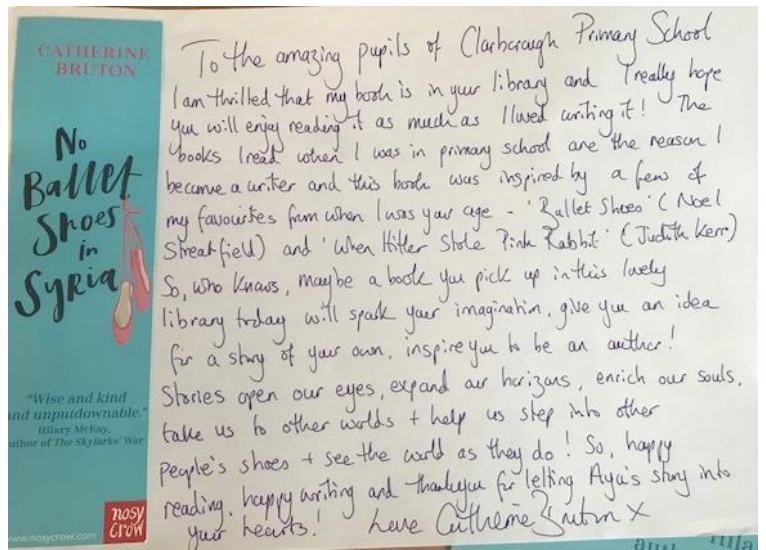 CATHERINE
BRUTON
No
Ballet
Shoes
in
Syria
"Wise and kind
and unputdownable."
Hilary McKay,
author of The Skylarks' War
nosy
crow
www.nosycrow.com
To the amazing pupils of Clarborough Primary School
I am thrilled that my book is in your library and I really hope
you will enjoy reading it as much as I loved writing it! The
books I read when I was in primary school are the reason I
became a writer and this book was inspired by a few of
my favourites from when I was your age - 'Ballet Shoes' (Noel
Streatfield) and 'When Hitler Stole Pink Rabbit' (Judith Kerr)
So, who knows, maybe a book you pick up in this lovely
library today will spark your imagination, give you an idea
for a story of your own, inspire you to be an author!
Stories open our eyes, expand our horizons, enrich our souls,
take us to other worlds + help us step into other
people's shoes + see the world as they do! So, happy
reading, happy writing and thankyou for letting Aya's story into
your hearts! Love Catherine Bruton X